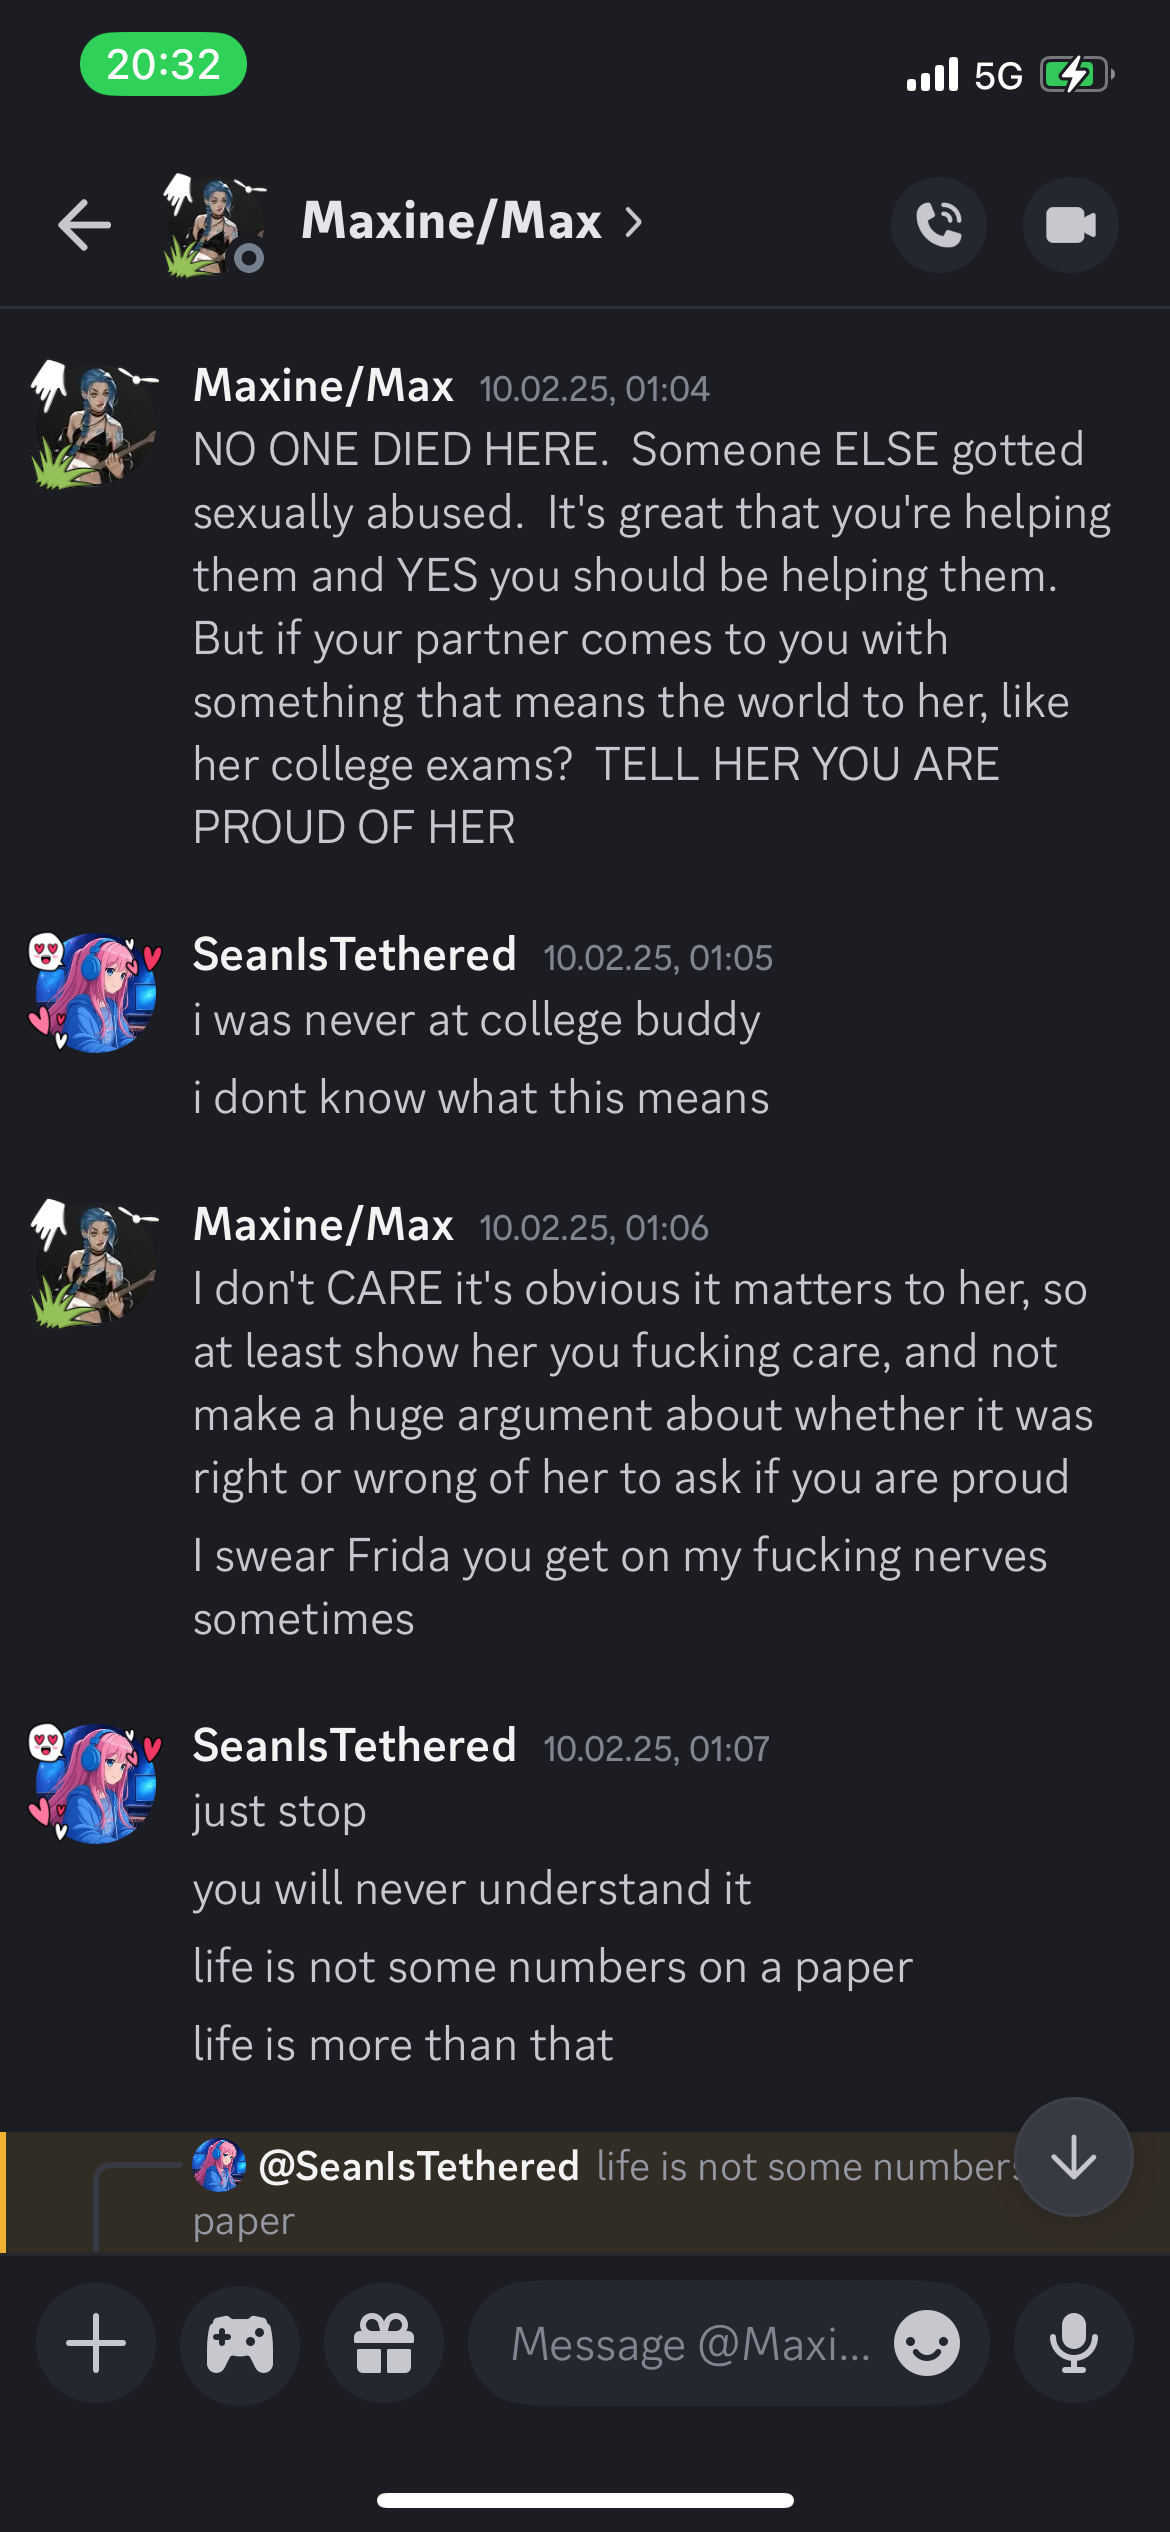 20:32
5G
Maxine/Max
Maxine/Max 10.02.25, 01:04
NO ONE DIED HERE. Someone ELSE gotted
sexually abused. It's great that you're helping
them and YES you should be helping them.
But if your partner comes to you with
something that means the world to her, like
her college exams? TELL HER YOU ARE
PROUD OF HER
SeanIsTethered 10.02.25, 01:05
i was never at college buddy
i dont know what this means
Maxine/Max 10.02.25, 01:06
I don't CARE it's obvious it matters to her, so
at least show her you fucking care, and not
make a huge argument about whether it was
right or wrong of her to ask if you are proud
I swear Frida you get on my fucking nerves
sometimes
SeanIsTethered 10.02.25, 01:07
just stop
you will never understand it
life is not some numbers on a paper
life is more than that
@SeanIsTethered life is not some numbers
paper
Message @Maxi...